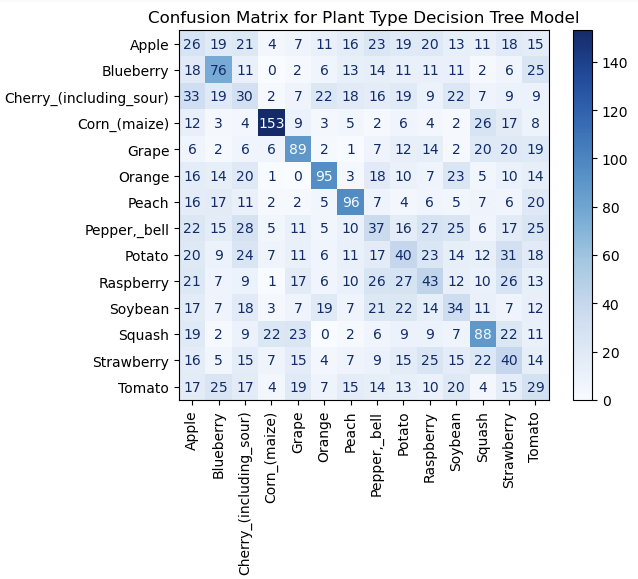 Confusion Matrix for Plant Type Decision Tree Model
Apple 26 19 21 4 7 11 16 23 19 20 13 11 18 15
Blueberry 18 76 11 0 2 6 13 14 11 11 11 2 6 25
Cherry_(including_sour) 33 19 30 2 7 22 18 16 19 9 22 7 9 9
Corn_(maize) 12 3 4 153 9 3 5 2 6 4 2 26 17 8
Grape 6 2 6 6 89 2 1 7 12 14 2 20 20 19
Orange 16 14 20 1 0 95 3 18 10 7 23 5 10 14
Peach 16 17 11 2 2 5 96 7 4 6 5 7 6 20
Pepper,_bell 22 15 28 5 11 5 10 37 16 27 25 6 17 25
Potato 20 9 24 7 11 6 11 17 40 23 14 12 31 18
Raspberry 21 7 9 1 17 6 10 26 27 43 12 10 26 13
Soybean 17 7 18 3 7 19 7 21 22 14 34 11 7 12
Squash 19 2 9 22 23 0 2 6 9 9 7 88 22 11
Strawberry 16 5 15 7 15 4 7 9 15 25 15 22 40 14
Tomato 17 25 17 4 19 7 15 14 13 10 20 4 15 29
Apple
Blueberry
Cherry_(including_sour)
Corn_(maize)
Grape
Orange
Peach
Pepper,_bell
Potato
Raspberry
Soybean
Squash
Strawberry
Tomato
140
120
100
80
60
40
20
0